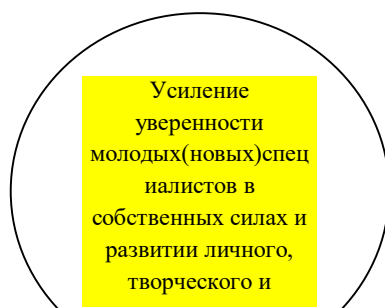 Усиление
уверенности
молодых(новых)спец
иалистов в
собственных силах и
развитии личного,
творческого и